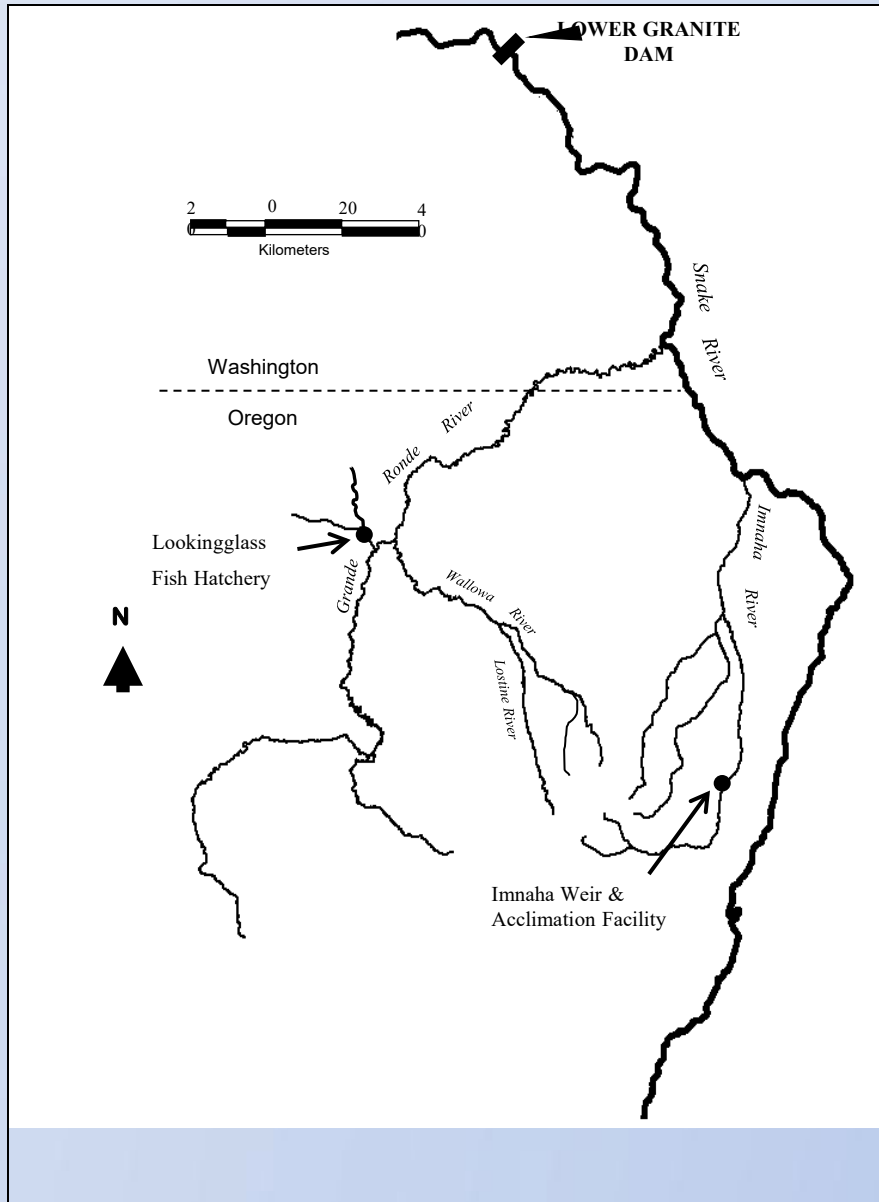 LOWER GRANITE
DAM
2 0 20 4
0 0
Kilometers
Snake
River
Washington
Oregon
Ronde River
Lookingglass
Fish Hatchery
Grande
Wallowa
River
Lostine River
Imnaha
River
N
Imnaha Weir &
Acclimation Facility